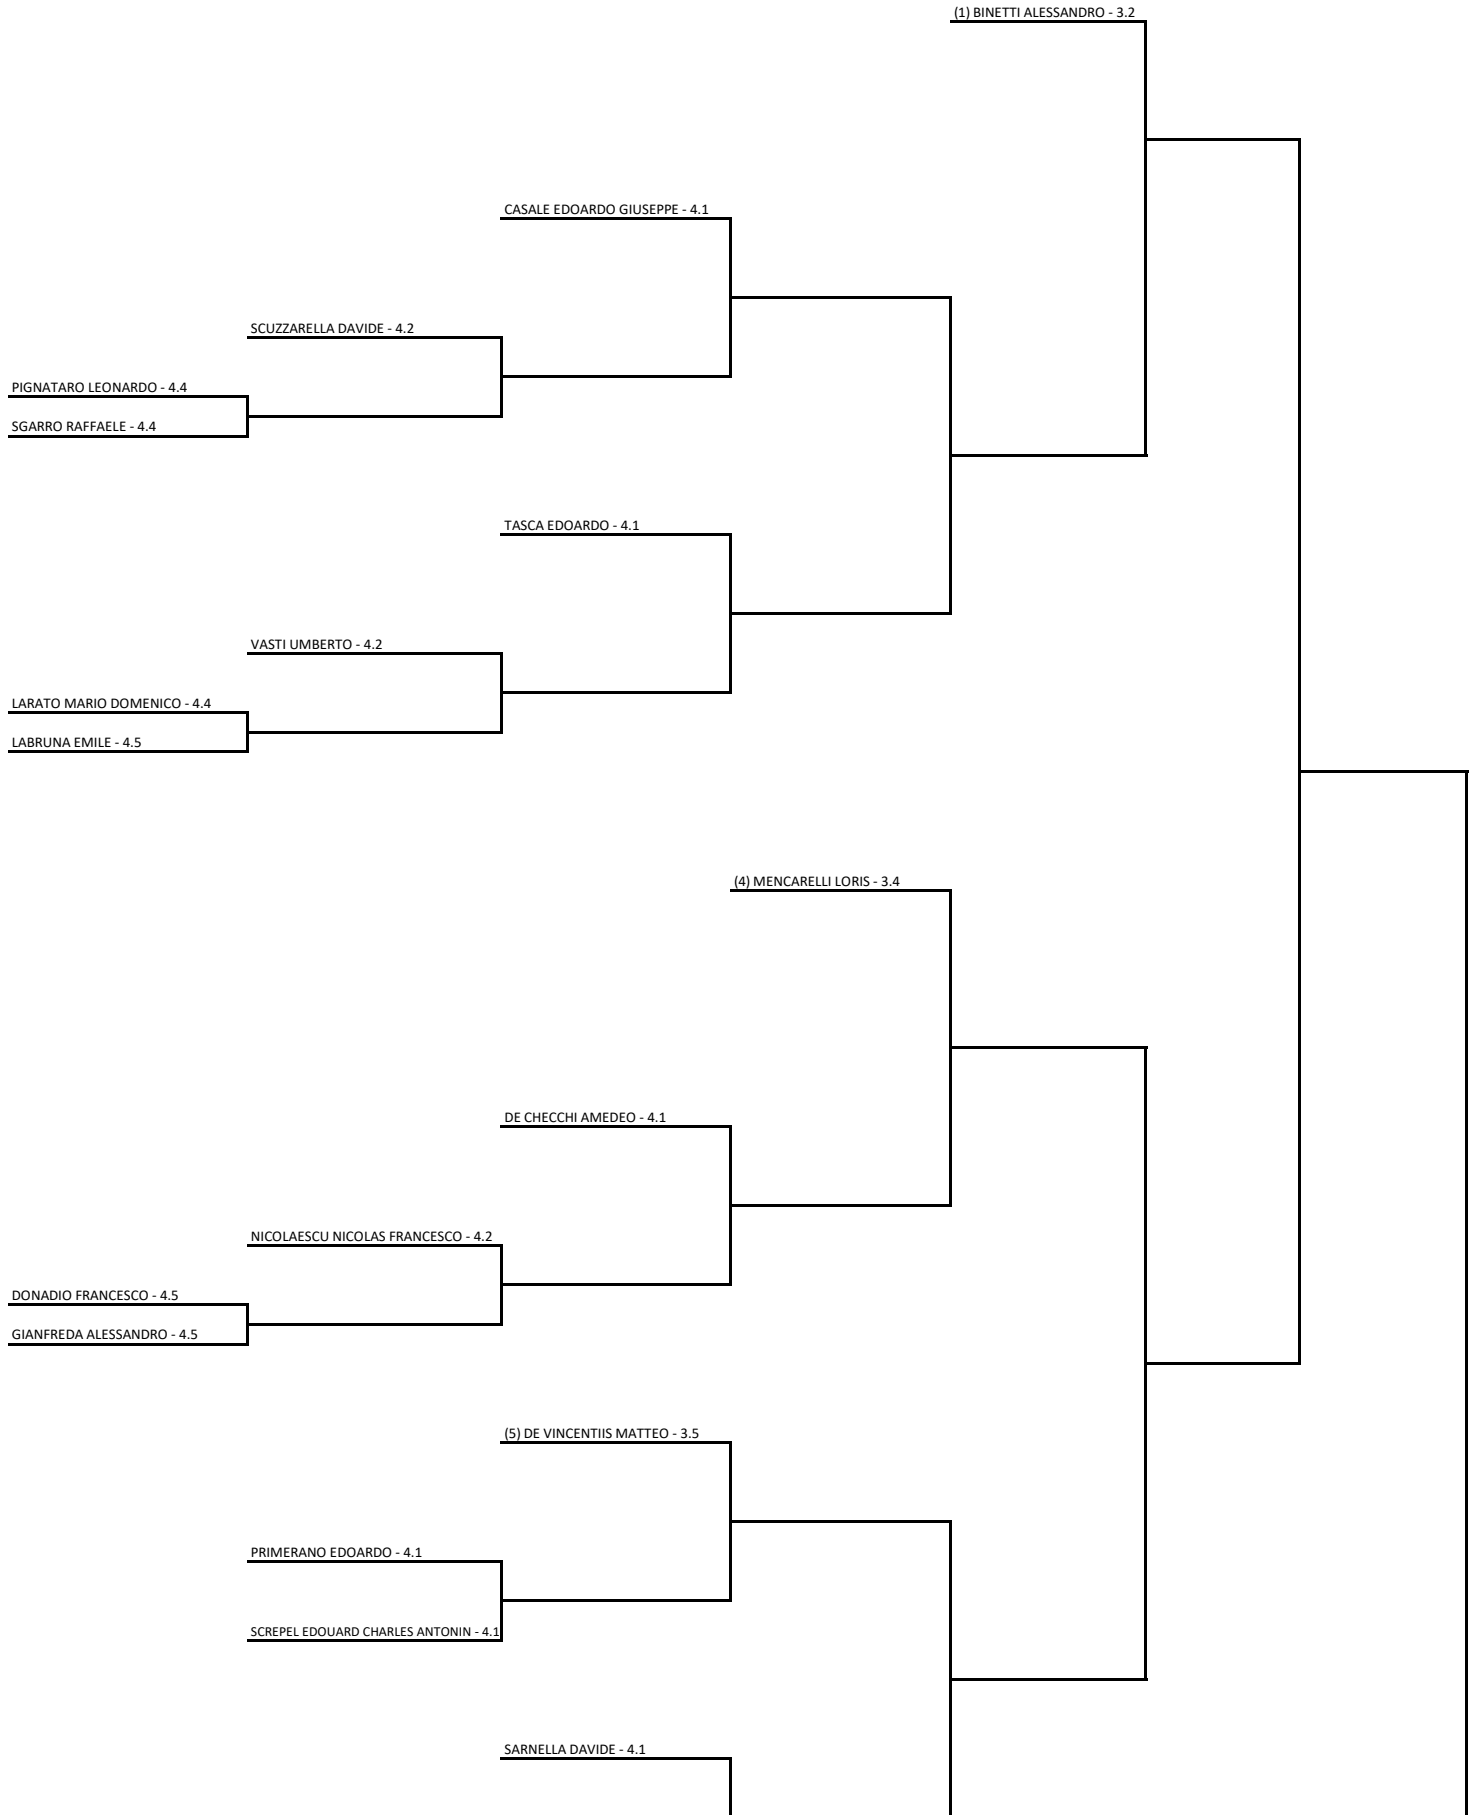 (1) BINETTI ALESSANDRO - 3.2
CASALE EDOARDO GIUSEPPE - 4.1
SCUZZARELLA DAVIDE - 4.2
PIGNATARO LEONARDO - 4.4
SGARRO RAFFAELE - 4.4
TASCA EDOARDO - 4.1
VASTI UMBERTO - 4.2
LARATO MARIO DOMENICO - 4.4
LABRUNA EMILE - 4.5
(4) MENCARELLI LORIS - 3.4
DE CHECCHI AMEDEO - 4.1
NICOLAESCU NICOLAS FRANCESCO - 4.2
DONADIO FRANCESCO - 4.5
GIANFREDA ALESSANDRO - 4.5
(5) DE VINCENTIIS MATTEO - 3.5
PRIMERANO EDOARDO - 4.1
SCREPEL EDOUARD CHARLES ANTONIN - 4.1
SARNELLA DAVIDE - 4.1